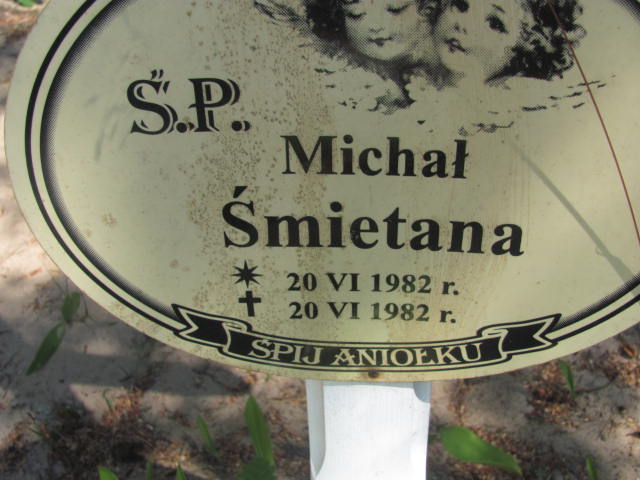 Ś.P.
Michał
Śmietana
20 VI 1982 r.
✝ 20 VI 1982 r.
ŚPIJ ANIOŁKU